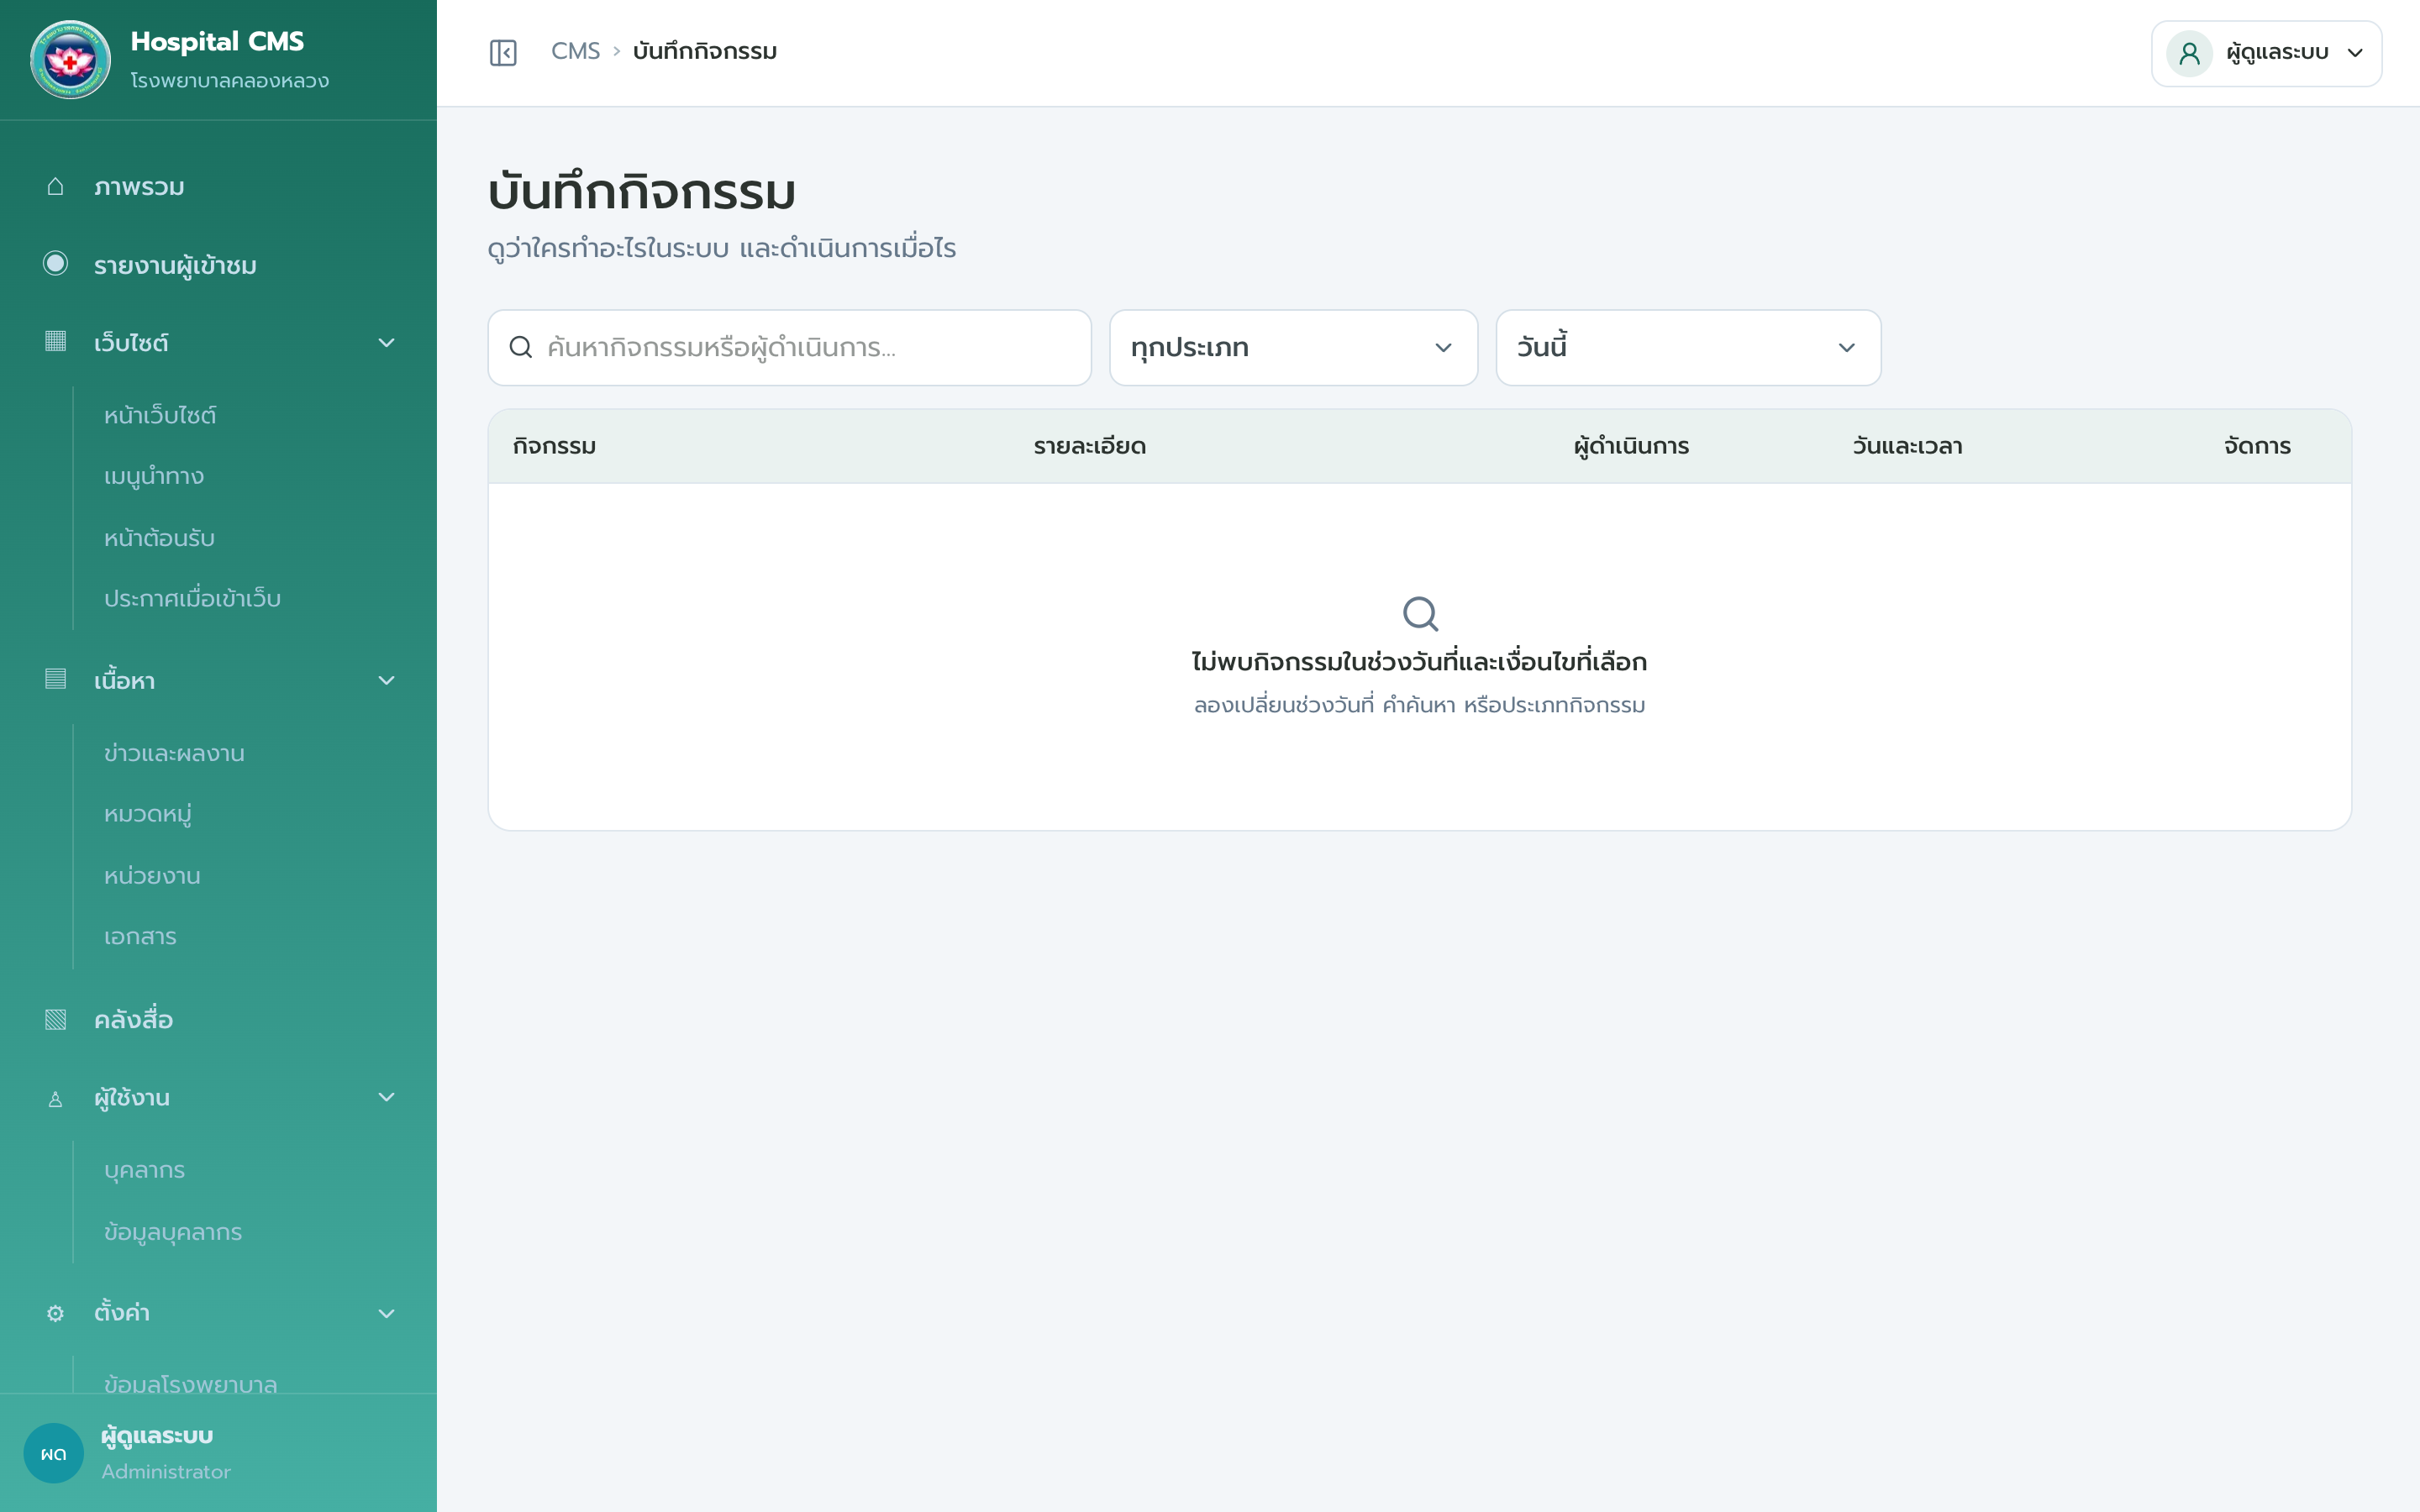 Hospital CMS
โรงพยาบาลคลองหลวง
ภาพรวม
รายงานผู้เข้าชม
เว็บไซต์
หน้าเว็บไซต์
เมนูนำทาง
หน้าต้อนรับ
ประกาศเมื่อเข้าเว็บ
เนื้อหา
ข่าวและผลงาน
หมวดหมู่
หน่วยงาน
เอกสาร
คลังสื่อ
ผู้ใช้งาน
บุคลากร
ข้อมูลบุคลากร
ตั้งค่า
ข้อมูลโรงพยาบาล
ผด
ผู้ดูแลระบบ
Administrator
CMS › บันทึกกิจกรรม
ผู้ดูแลระบบ
บันทึกกิจกรรม
ดูว่าใครทำอะไรในระบบ และดำเนินการเมื่อไร
ค้นหากิจกรรมหรือผู้ดำเนินการ...
ทุกประเภท
วันนี้
กิจกรรม รายละเอียด ผู้ดำเนินการ วันและเวลา จัดการ
ไม่พบกิจกรรมในช่วงวันที่และเงื่อนไขที่เลือก
ลองเปลี่ยนช่วงวันที่ คำค้นหา หรือประเภทกิจกรรม